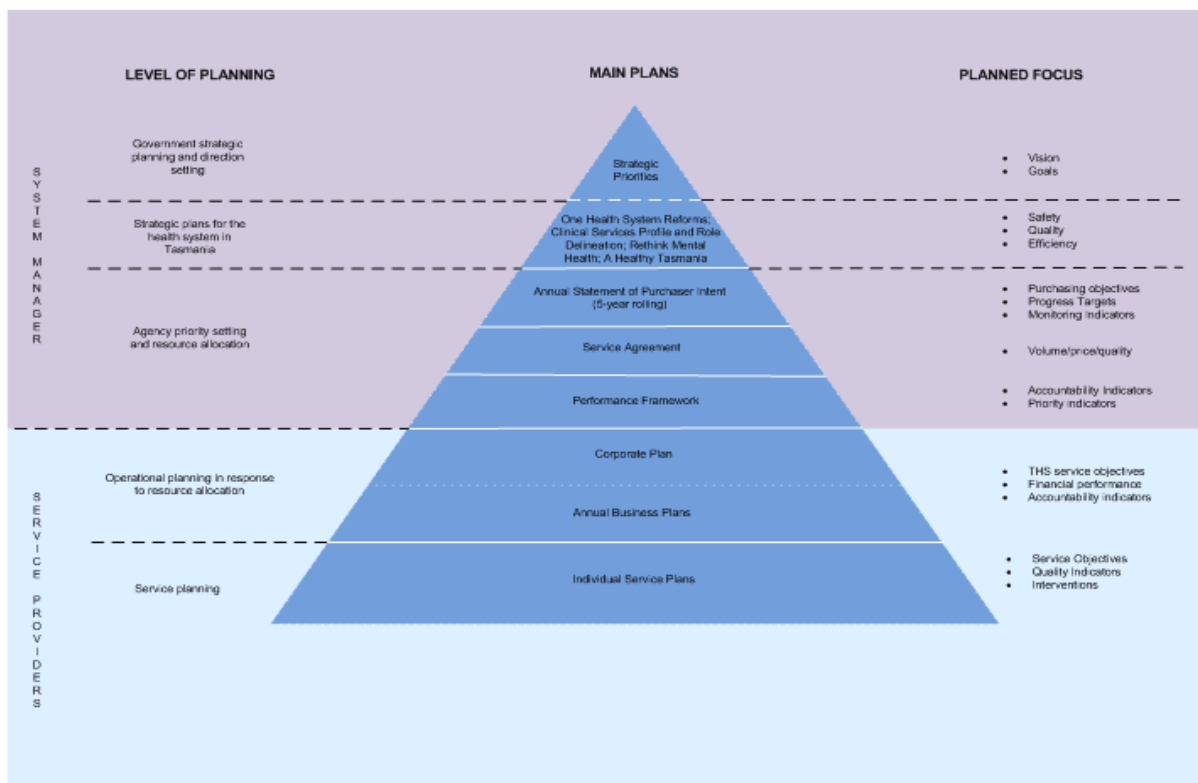 LEVEL OF PLANNING
MAIN PLANS
PLANNED FOCUS
SYSTEM MANAGER
Government strategic
planning and direction
setting
Strategic
Priorities
• Vision
• Goals
Strategic plans for the
health system in
Tasmania
One Health System Reforms;
Clinical Services Profile and Role
Delineation; Rethink Mental
Health; A Healthy Tasmania
• Safety
• Quality
• Efficiency
Agency priority setting
and resource allocation
Annual Statement of Purchaser Intent
(5-year rolling)
• Purchasing objectives
• Progress Targets
• Monitoring Indicators
Service Agreement
• Volume/price/quality
Performance Framework
• Accountability Indicators
• Priority indicators
SERVICE PROVIDERS
Operational planning in response
to resource allocation
Corporate Plan
Annual Business Plans
• THS service objectives
• Financial performance
• Accountability indicators
Service planning
Individual Service Plans
• Service Objectives
• Quality Indicators
• Interventions